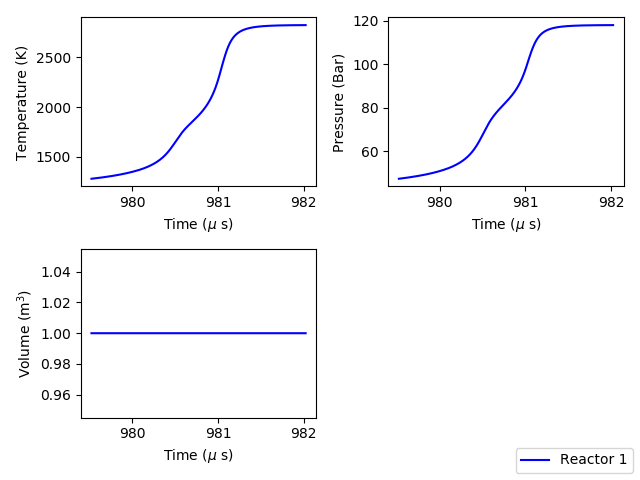 Temperature (K)
2500
2000
1500
980 981 982
Time (μ s)
Pressure (Bar)
120
100
80
60
980 981 982
Time (μ s)
Volume (m³)
1.04
1.02
1.00
0.98
0.96
980 981 982
Time (μ s)
Reactor 1